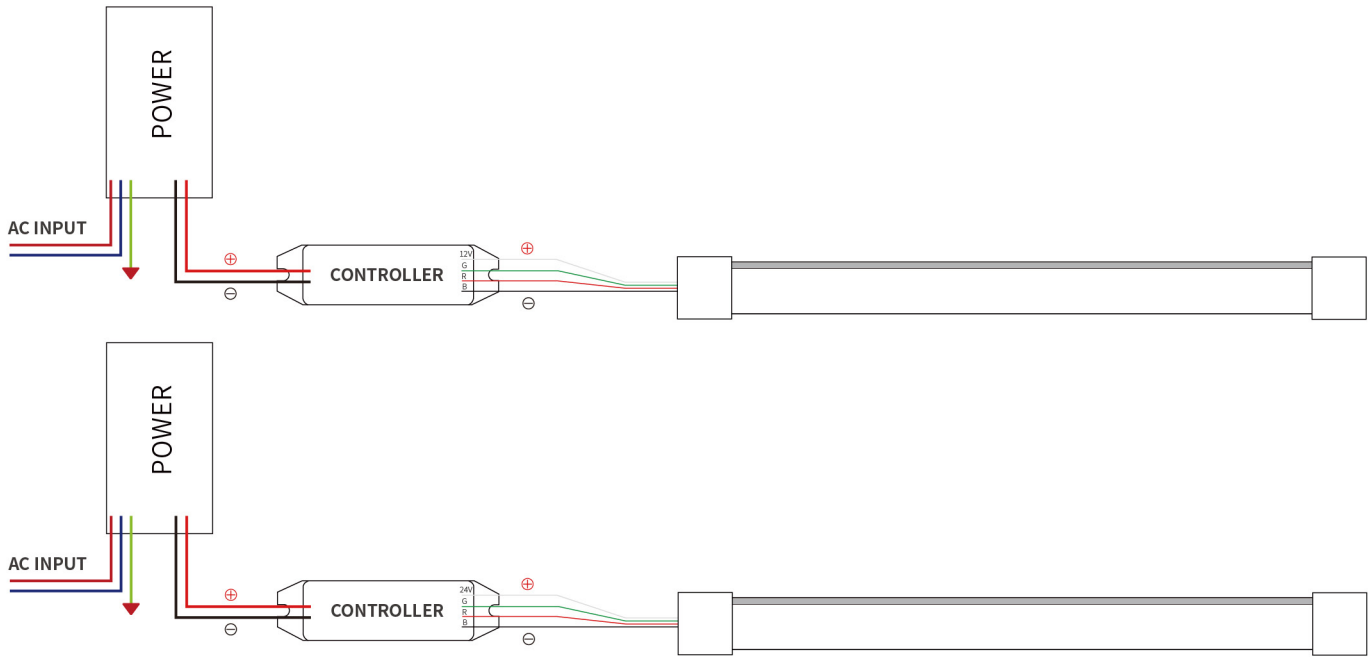 POWER
AC INPUT
⊕
⊖
CONTROLLER
12V
G
R
B
⊕
⊖
POWER
AC INPUT
⊕
⊖
CONTROLLER
24V
G
R
B
⊕
⊖